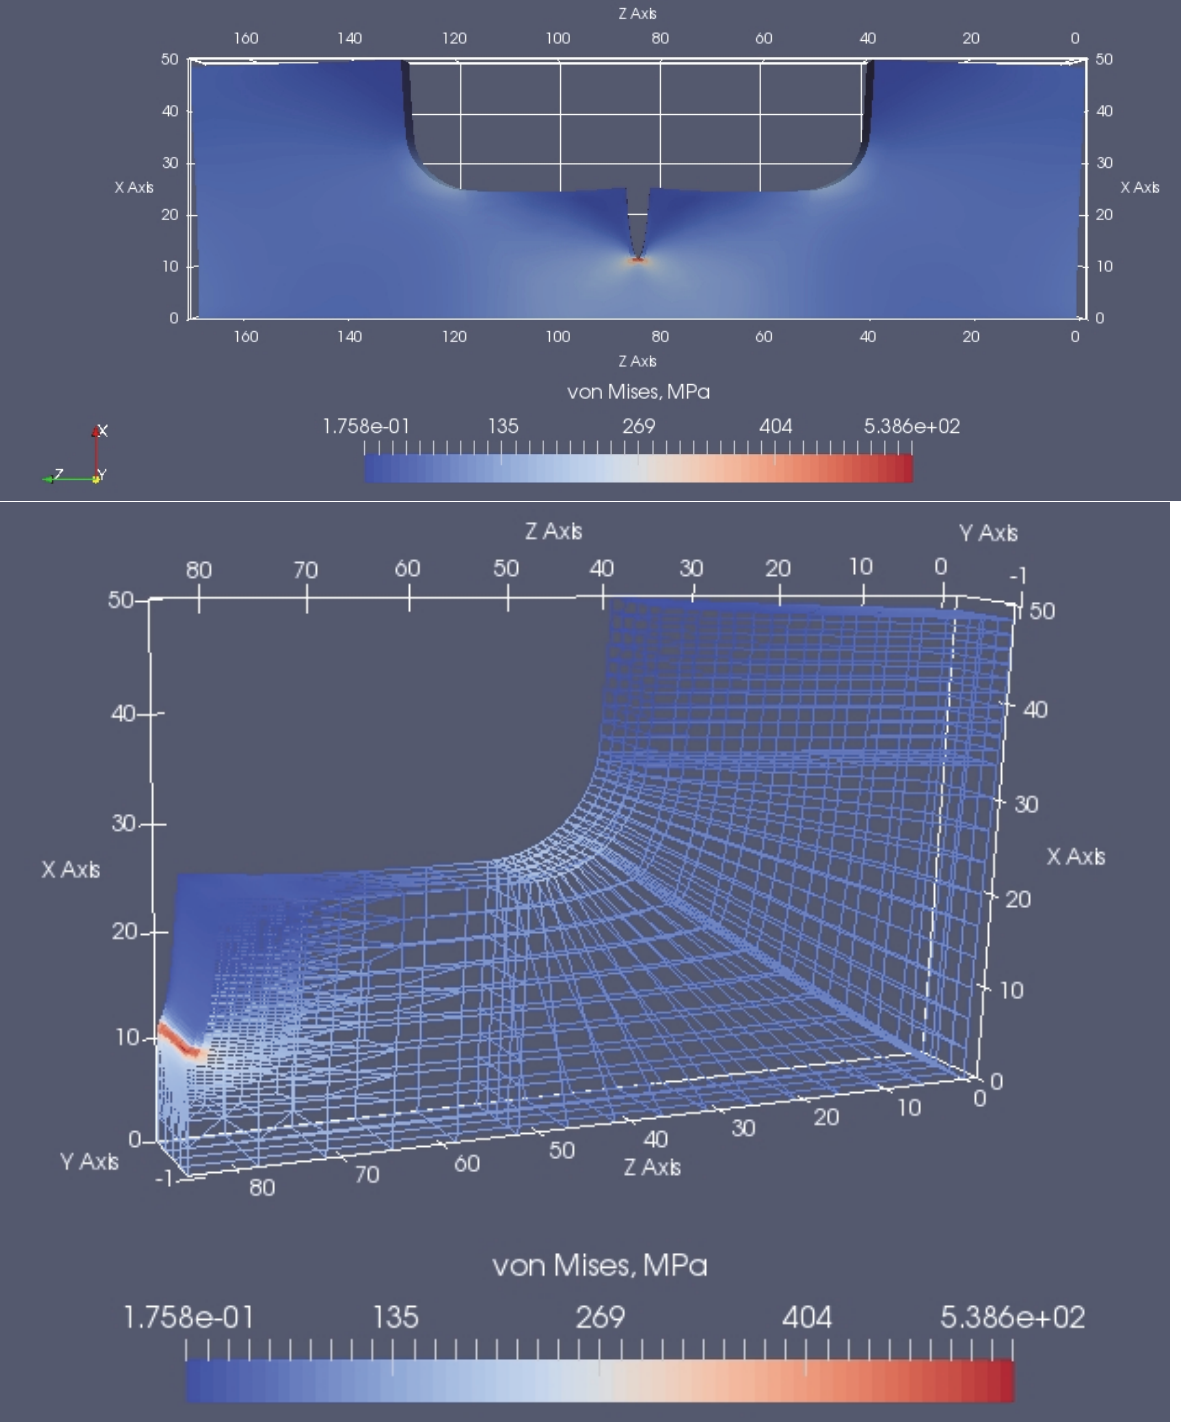 Z Axis
160 140 120 100 80 60 40 20 0
50 50
40 40
30 30
X Axis X Axis
20 20
10 10
0 0
160 140 120 100 80 60 40 20 0
Z Axis
von Mises, MPa
1.758e-01 135 269 404 5.386e+02
X
Z Y
Z Axis Y Axis
80 70 60 50 40 30 20 10 0 -1
50 50
40 40
30 30
X Axis X Axis
20 20
10 10
0 0
Y Axis -1 80 70 60 50 40 30 20 10 0
Z Axis
von Mises, MPa
1.758e-01 135 269 404 5.386e+02